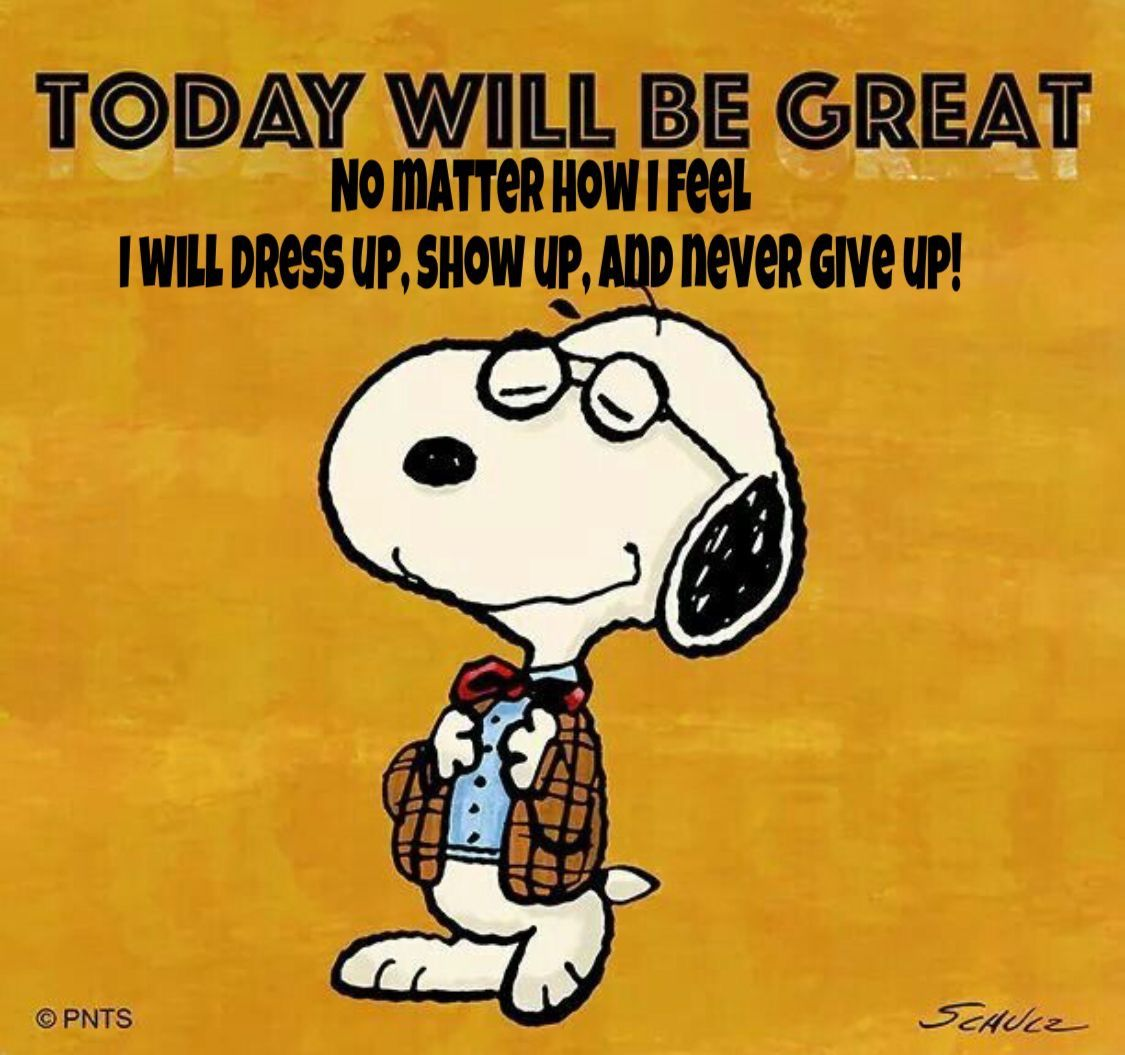 TODAY WILL BE GREAT
No matter how I feel
I will dress up, show up, and never give up!
© PNTS
SCHULZ